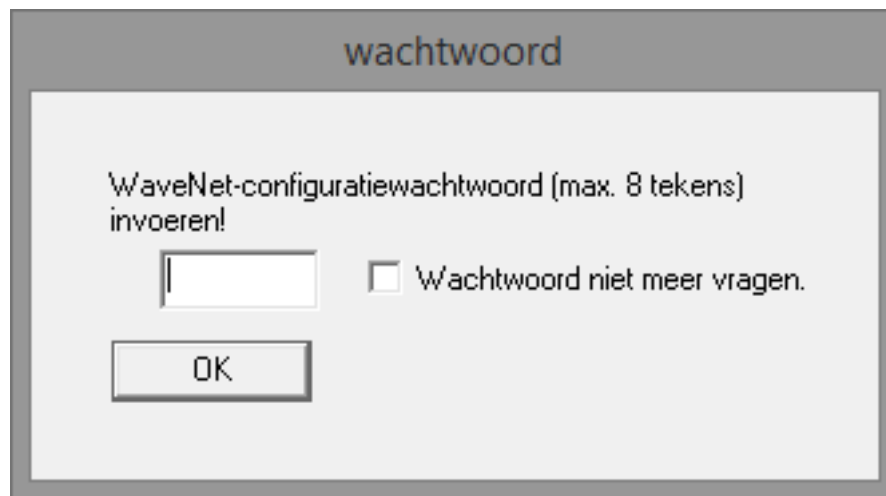 wachtwoord
WaveNet-configuratiewachtwoord (max. 8 tekens)
invoeren!
Wachtwoord niet meer vragen.
OK